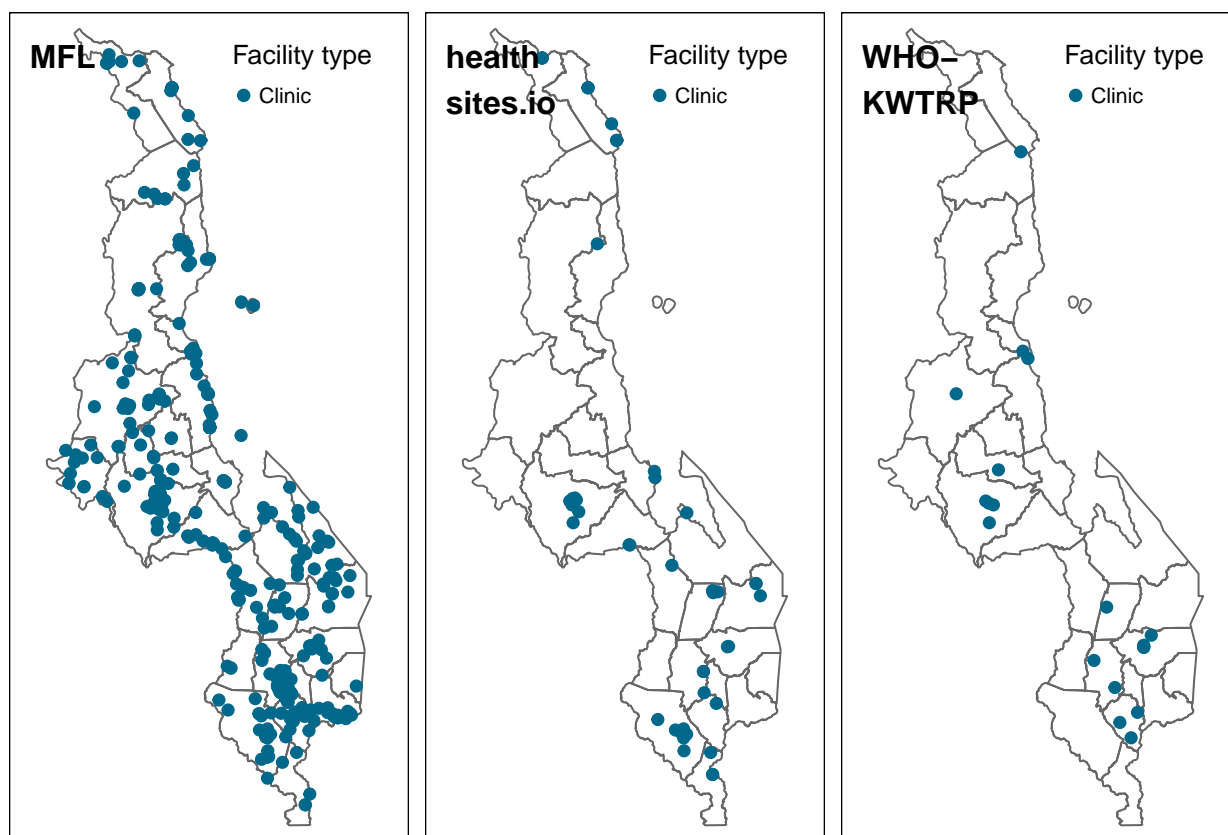 MFL
Facility type
Clinic
health
sites.io
Facility type
Clinic
WHO–
KWTRP
Facility type
Clinic